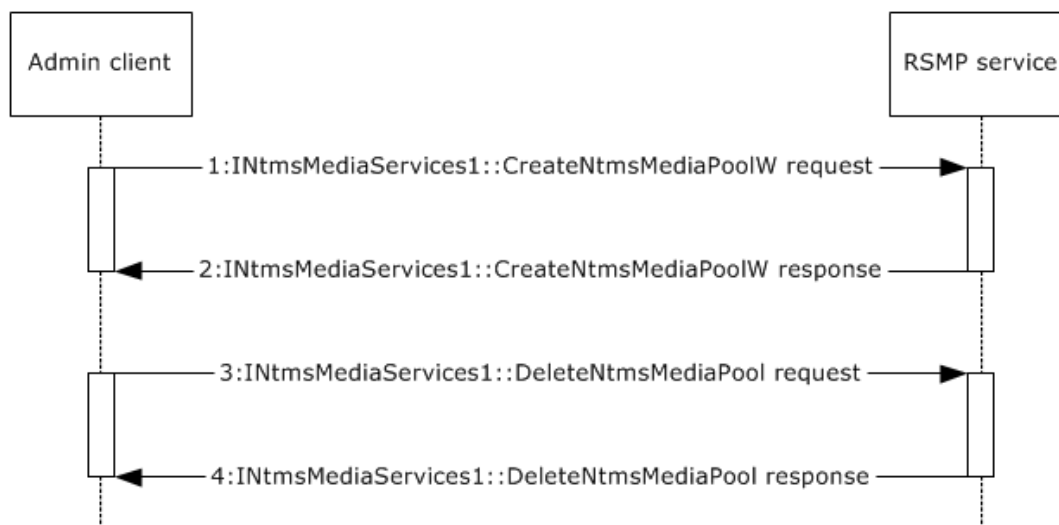 Admin client
RSMP service
1:INtmsMediaServices1::CreateNtmsMediaPoolW request
2:INtmsMediaServices1::CreateNtmsMediaPoolW response
3:INtmsMediaServices1::DeleteNtmsMediaPool request
4:INtmsMediaServices1::DeleteNtmsMediaPool response